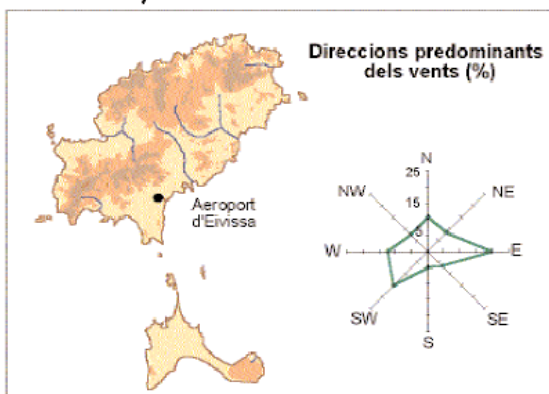 Direccions predominants
dels vents (%)
N
25
15
5
NW
NE
Aeroport
d'Eivissa
W
E
SW
SE
S